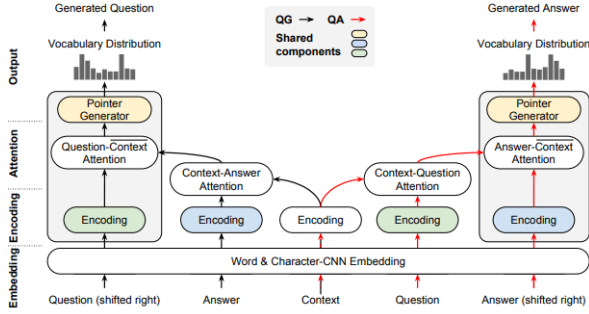 Generated Question
Generated Answer
QG
QA
Shared
components
Output
Vocabulary Distribution
Vocabulary Distribution
Pointer
Generator
Pointer
Generator
Attention
Question-Context
Attention
Answer-Context
Attention
Context-Answer
Attention
Context-Question
Attention
Encoding
Encoding
Encoding
Encoding
Encoding
Encoding
Embedding
Word & Character-CNN Embedding
Question (shifted right)
Answer
Context
Question
Answer (shifted right)